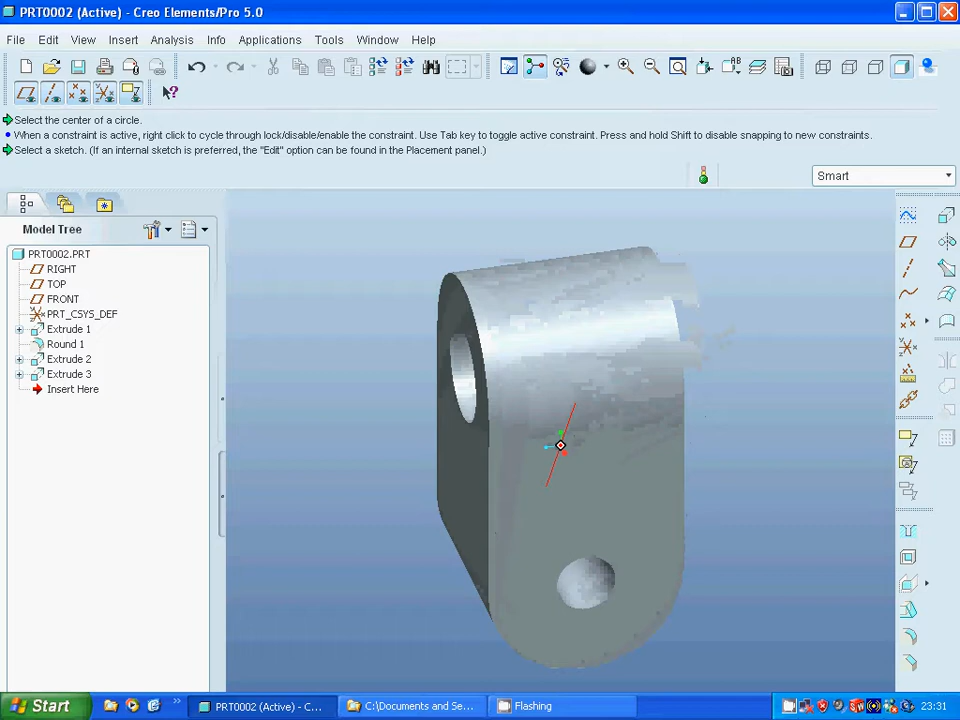 PRT0002 (Active) - Creo Elements/Pro 5.0
File Edit View Insert Analysis Info Applications Tools Window Help
Select the center of a circle.
When a constraint is active, right click to cycle through lock/disable/enable the constraint. Use Tab key to toggle active constraint. Press and hold Shift to disable snapping to new constraints.
Select a sketch. (If an internal sketch is preferred, the "Edit" option can be found in the Placement panel.)
Smart
Model Tree
PRT0002.PRT
RIGHT
TOP
FRONT
PRT_CSYS_DEF
Extrude 1
Round 1
Extrude 2
Extrude 3
Insert Here
Start PRT0002 (Active) - C... C:\Documents and Se... Flashing 23:31